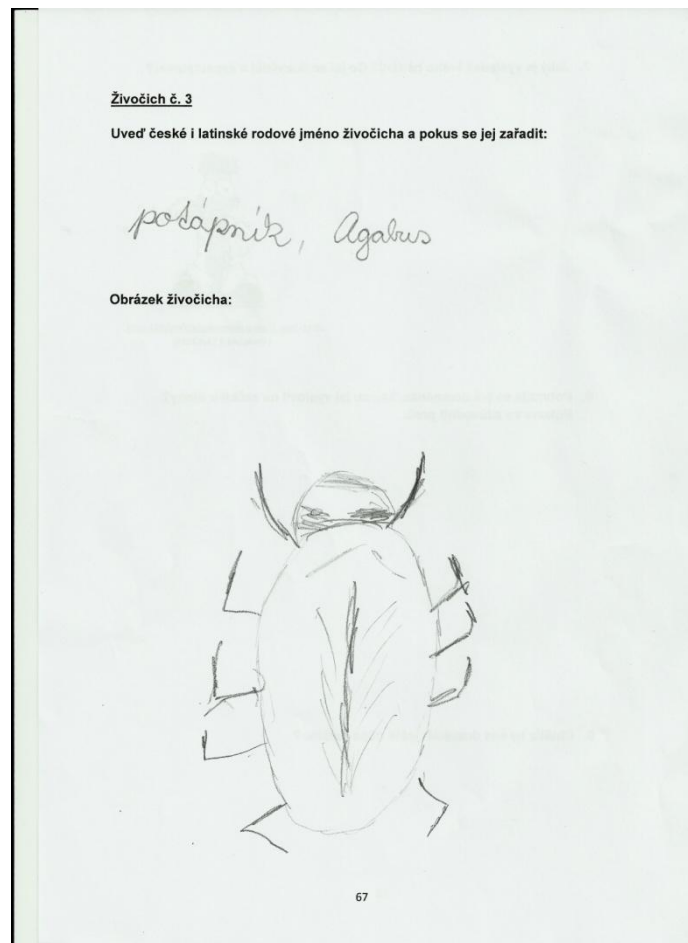 Živočich č. 3
Uveď české i latinské rodové jméno živočicha a pokus se jej zařadit:
potápník, Agabus
Obrázek živočicha:
67